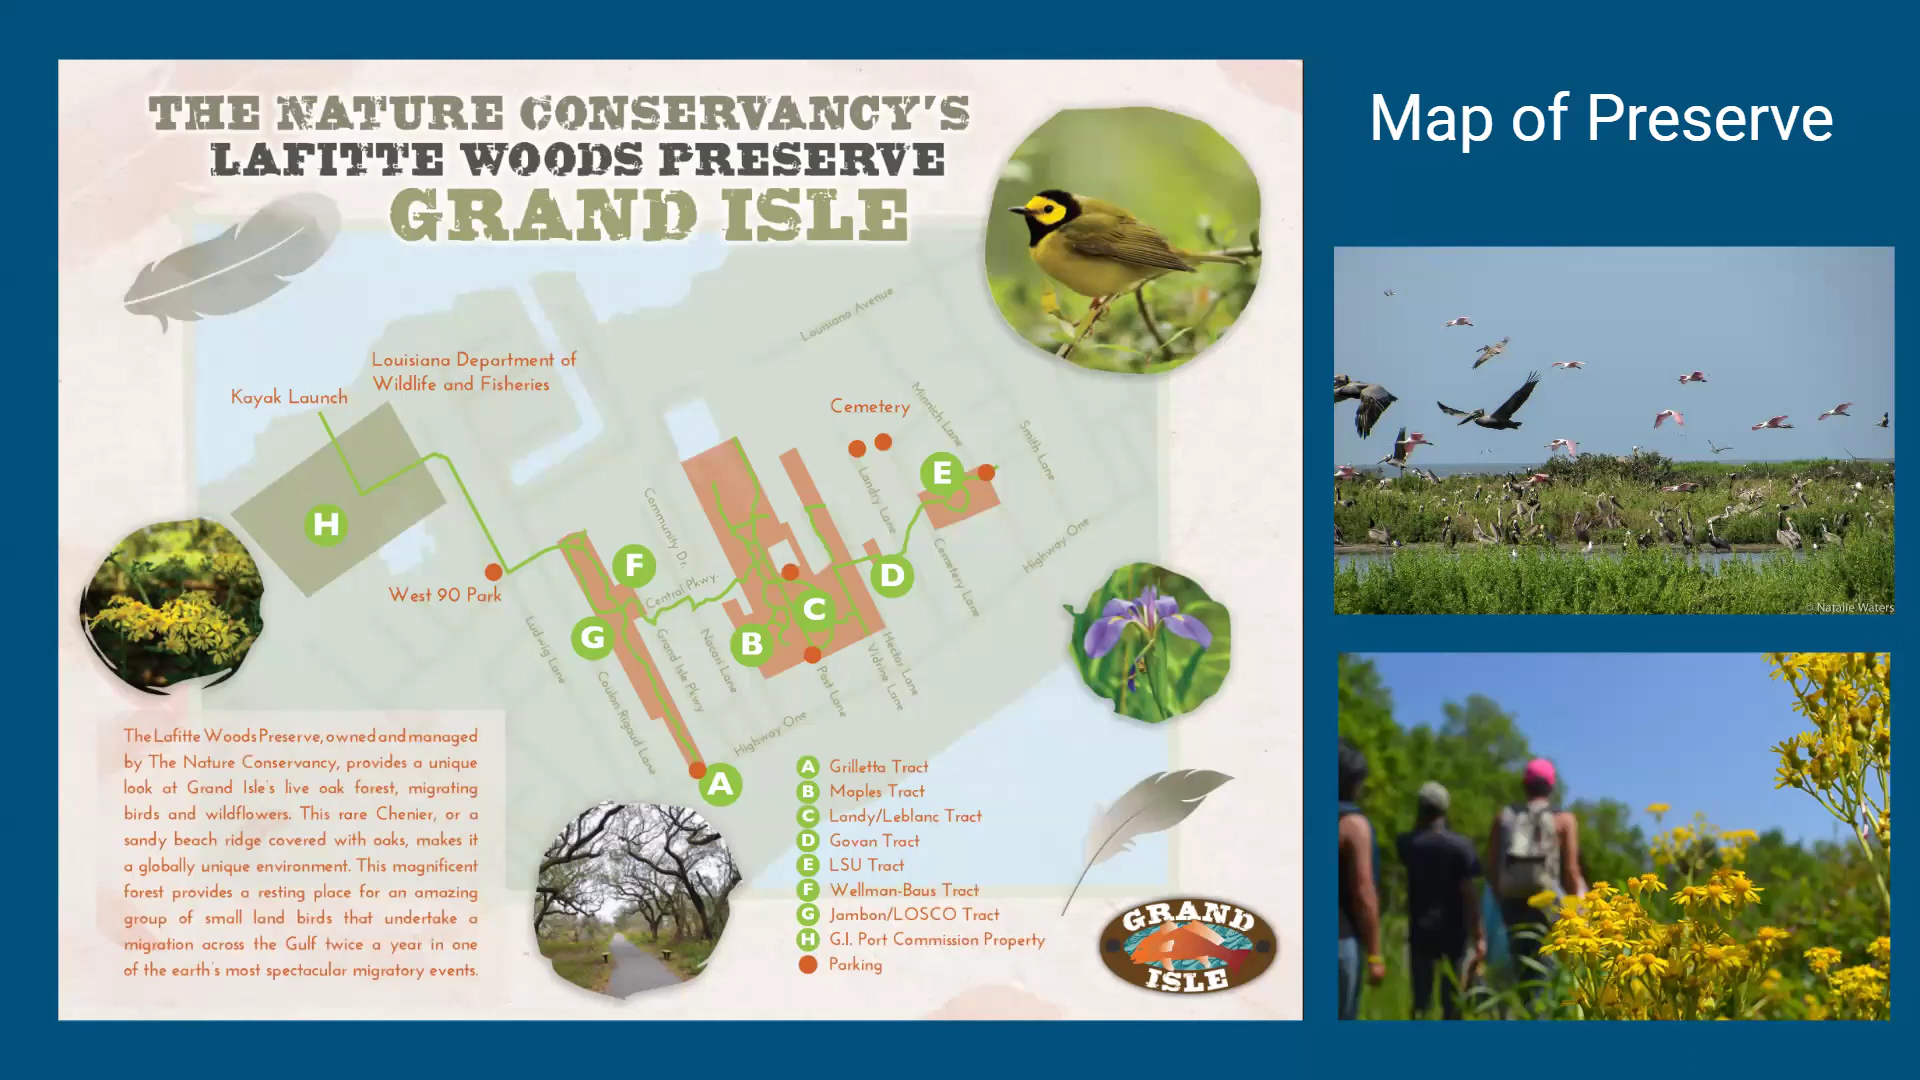 THE NATURE CONSERVANCY'S
LAFITTE WOODS PRESERVE
GRAND ISLE
Map of Preserve
Louisiana Avenue
Louisiana Department of
Wildlife and Fisheries
Kayak Launch
Cemetery
Minnich Lane
Smith Lane
Landry Lane
E
H
Community Dr.
Highway One
F
West 90 Park
Central Pkwy.
D
Cemetery Lane
C
B
G
Ludwig Lane
Grand Isle Pkwy
Nacari Lane
Hector Lane
Vidrine Lane
Post Lane
Coulon Rigaud Lane
Highway One
A
© Natalie Waters
The Lafitte Woods Preserve, owned and managed
by The Nature Conservancy, provides a unique
look at Grand Isle's live oak forest, migrating
birds and wildflowers. This rare Chenier, or a
sandy beach ridge covered with oaks, makes it
a globally unique environment. This magnificent
forest provides a resting place for an amazing
group of small land birds that undertake a
migration across the Gulf twice a year in one
of the earth's most spectacular migratory events.
A Grilletta Tract
B Maples Tract
C Landy/Leblanc Tract
D Govan Tract
E LSU Tract
F Wellman-Baus Tract
G Jambon/LOSCO Tract
H G.I. Port Commission Property
Parking
GRAND
ISLE